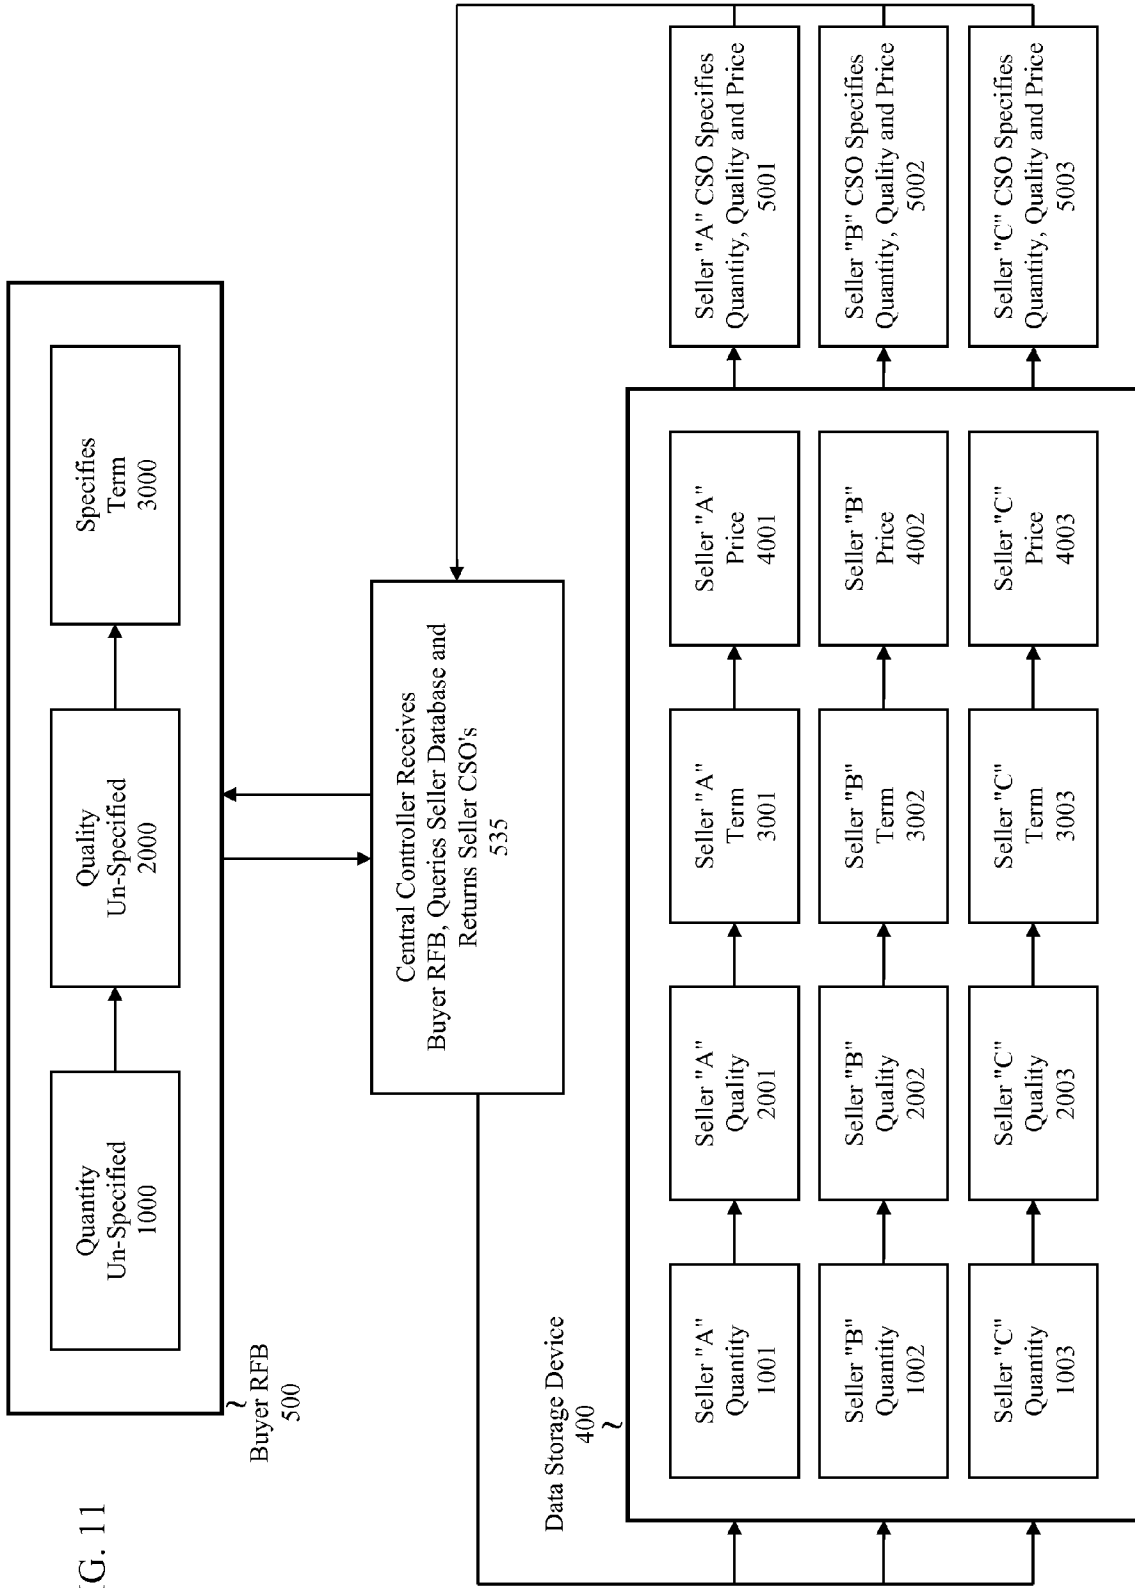 Quantity
Un-Specified
1000
Quality
Un-Specified
2000
Specifies
Term
3000
Buyer RFB
500
Central Controller Receives
Buyer RFB, Queries Seller Database and
Returns Seller CSO's
535
Data Storage Device
400
Seller "A"
Quantity
1001
Seller "A"
Quality
2001
Seller "A"
Term
3001
Seller "A"
Price
4001
Seller "A" CSO Specifies
Quantity, Quality and Price
5001
Seller "B"
Quantity
1002
Seller "B"
Quality
2002
Seller "B"
Term
3002
Seller "B"
Price
4002
Seller "B" CSO Specifies
Quantity, Quality and Price
5002
Seller "C"
Quantity
1003
Seller "C"
Quality
2003
Seller "C"
Term
3003
Seller "C"
Price
4003
Seller "C" CSO Specifies
Quantity, Quality and Price
5003
G. 11